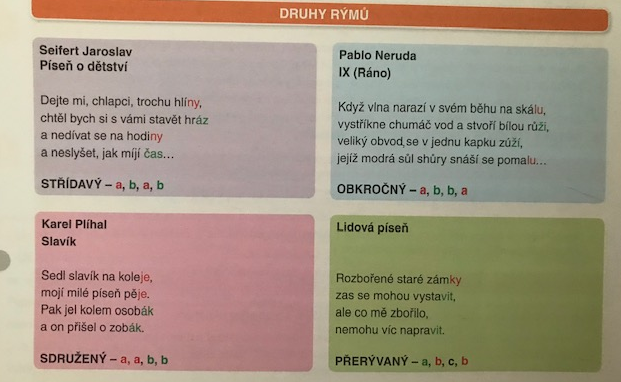 DRUHY RÝMŮ
Seifert Jaroslav
Píseň o dětství
Dejte mi, chlapci, trochu hlíny,
chtěl bych si s vámi stavět hráz
a nedívat se na hodiny
a neslyšet, jak míjí čas...
STŘÍDAVÝ – a, b, a, b
Pablo Neruda
IX (Ráno)
Když vlna narazí v svém běhu na skálu,
vystříkne chumáč vod a stvoří bílou růži,
veliký obvod se v jednu kapku zúží,
jejíž modrá sůl shůry snáší se pomalu...
OBKROČNÝ – a, b, b, a
Karel Plíhal
Slavík
Sedl slavík na koleje,
mojí milé píseň pěje.
Pak jel kolem osobák
a on přišel o zobák.
SDRUŽENÝ – a, a, b, b
Lidová píseň
Rozbořené staré zámky
zas se mohou vystavit,
ale co mě zbořilo,
nemohu víc napravit.
PŘERÝVANÝ – a, b, c, b